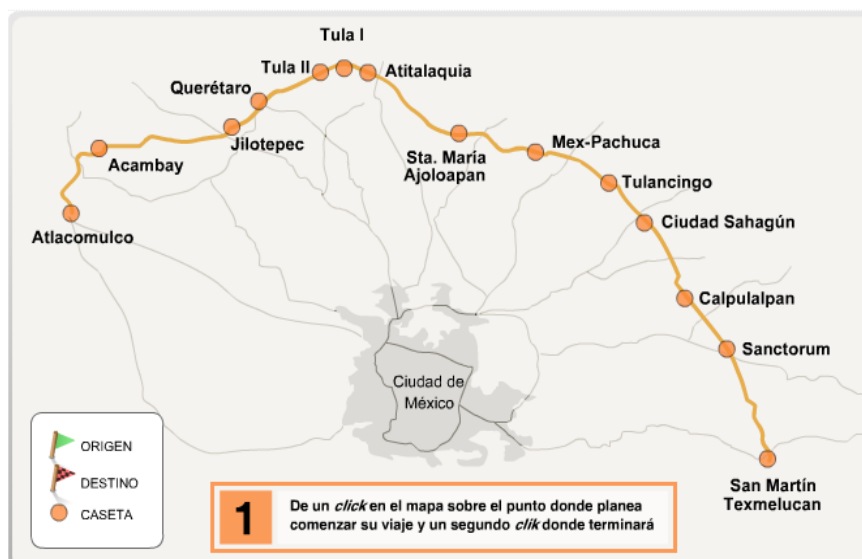 Tula I
Tula II
Atitalaquia
Querétaro
Jilotepec
Acambay
Atlacomulco
Sta. María
Ajoloapan
Mex-Pachuca
Tulancingo
Ciudad Sahagún
Calpulalpan
Sanctorum
San Martín
Texmelucan
Ciudad de
México
ORIGEN
DESTINO
CASETA
1
De un click en el mapa sobre el punto donde planea
comenzar su viaje y un segundo clik donde terminará